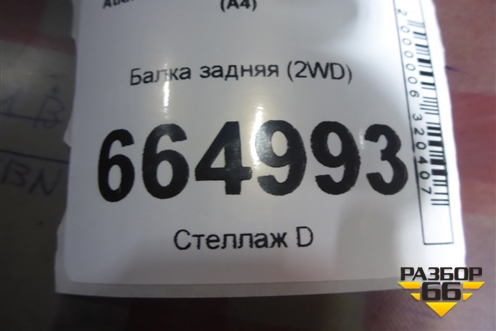 (A4)
Балка задняя (2WD)
664993
Стеллаж D
2000006320407
РАЗБОР
66